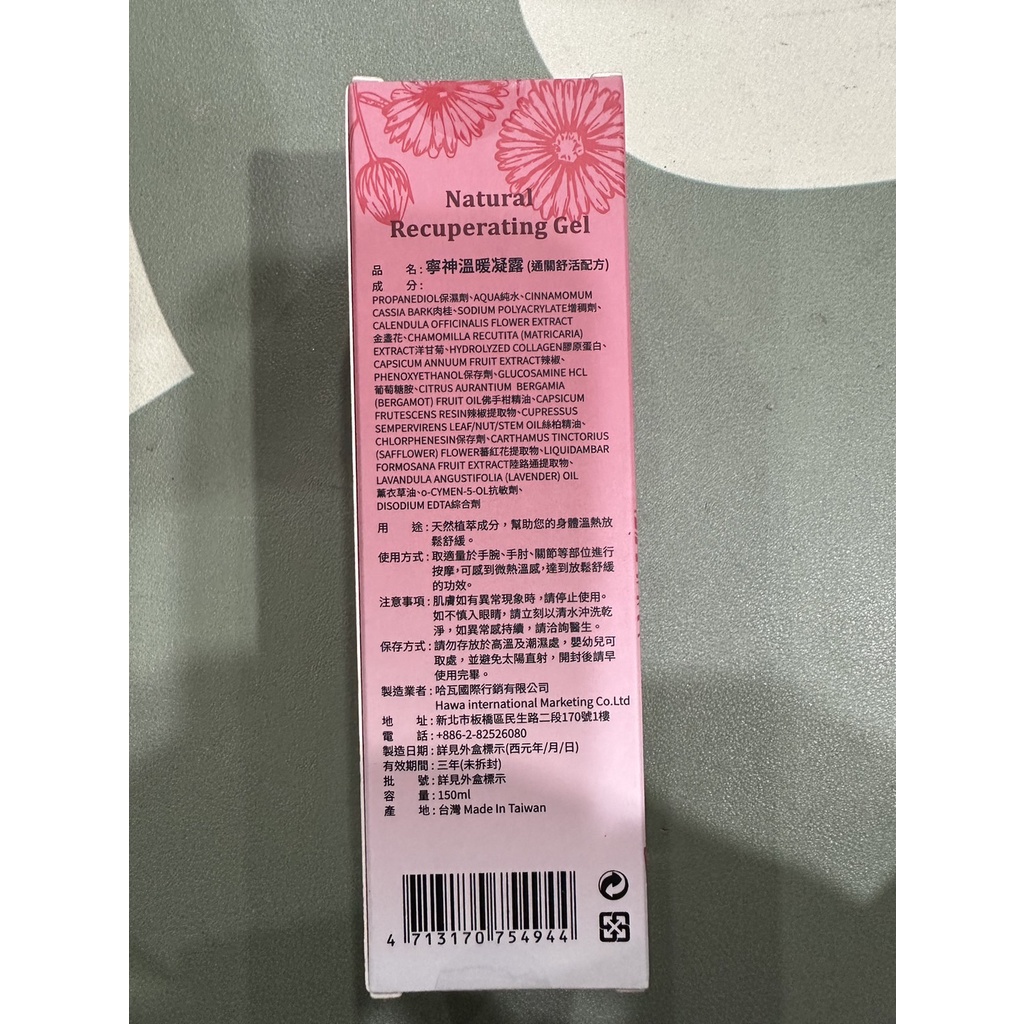 Natural
Recuperating Gel
品 名:寧神溫暖凝露(通關舒活配方)
成 分:
PROPANEDIOL保濕劑、AQUA純水、CINNAMOMUM
CASSIA BARK肉桂、SODIUM POLYACRYLATE增稠劑、
CALENDULA OFFICINALIS FLOWER EXTRACT
金盞花、CHAMOMILLA RECUTITA (MATRICARIA)
EXTRACT洋甘菊、HYDROLYZED COLLAGEN膠原蛋白、
CAPSICUM ANNUUM FRUIT EXTRACT辣椒、
PHENOXYETHANOL保存劑、GLUCOSAMINE HCL
葡萄糖胺、CITRUS AURANTIUM BERGAMIA
(BERGAMOT) FRUIT OIL佛手柑精油、CAPSICUM
FRUTESCENS RESIN辣椒提取物、CUPRESSUS
SEMPERVIRENS LEAF/NUT/STEM OIL絲柏精油、
CHLORPHENESIN保存劑、CARTHAMUS TINCTORIUS
(SAFFLOWER) FLOWER蕃紅花提取物、LIQUIDAMBAR
FORMOSANA FRUIT EXTRACT陸路通提取物、
LAVANDULA ANGUSTIFOLIA (LAVENDER) OIL
薰衣草油、o-CYMEN-5-OL抗敏劑、
DISODIUM EDTA綜合劑
用 途:天然植萃成分,幫助您的身體溫熱放
鬆舒緩。
使用方式:取適量於手腕、手肘、關節等部位進行
按摩,可感到微熱溫感,達到放鬆舒緩
的功效。
注意事項:肌膚如有異常現象時,請停止使用。
如不慎入眼睛,請立刻以清水沖洗乾
淨,如異常感持續,請洽詢醫生。
保存方式:請勿存放於高溫及潮濕處,嬰幼兒可
取處,並避免太陽直射,開封後請早
使用完畢。
製造業者:哈瓦國際行銷有限公司
Hawa international Marketing Co.Ltd
地 址:新北市板橋區民生路二段170號1樓
電 話:+886-2-82526080
製造日期:詳見外盒標示(西元年/月/日)
有效期間:三年(未拆封)
批 號:詳見外盒標示
容 量:150ml
產 地:台灣 Made In Taiwan
4 713170 754944